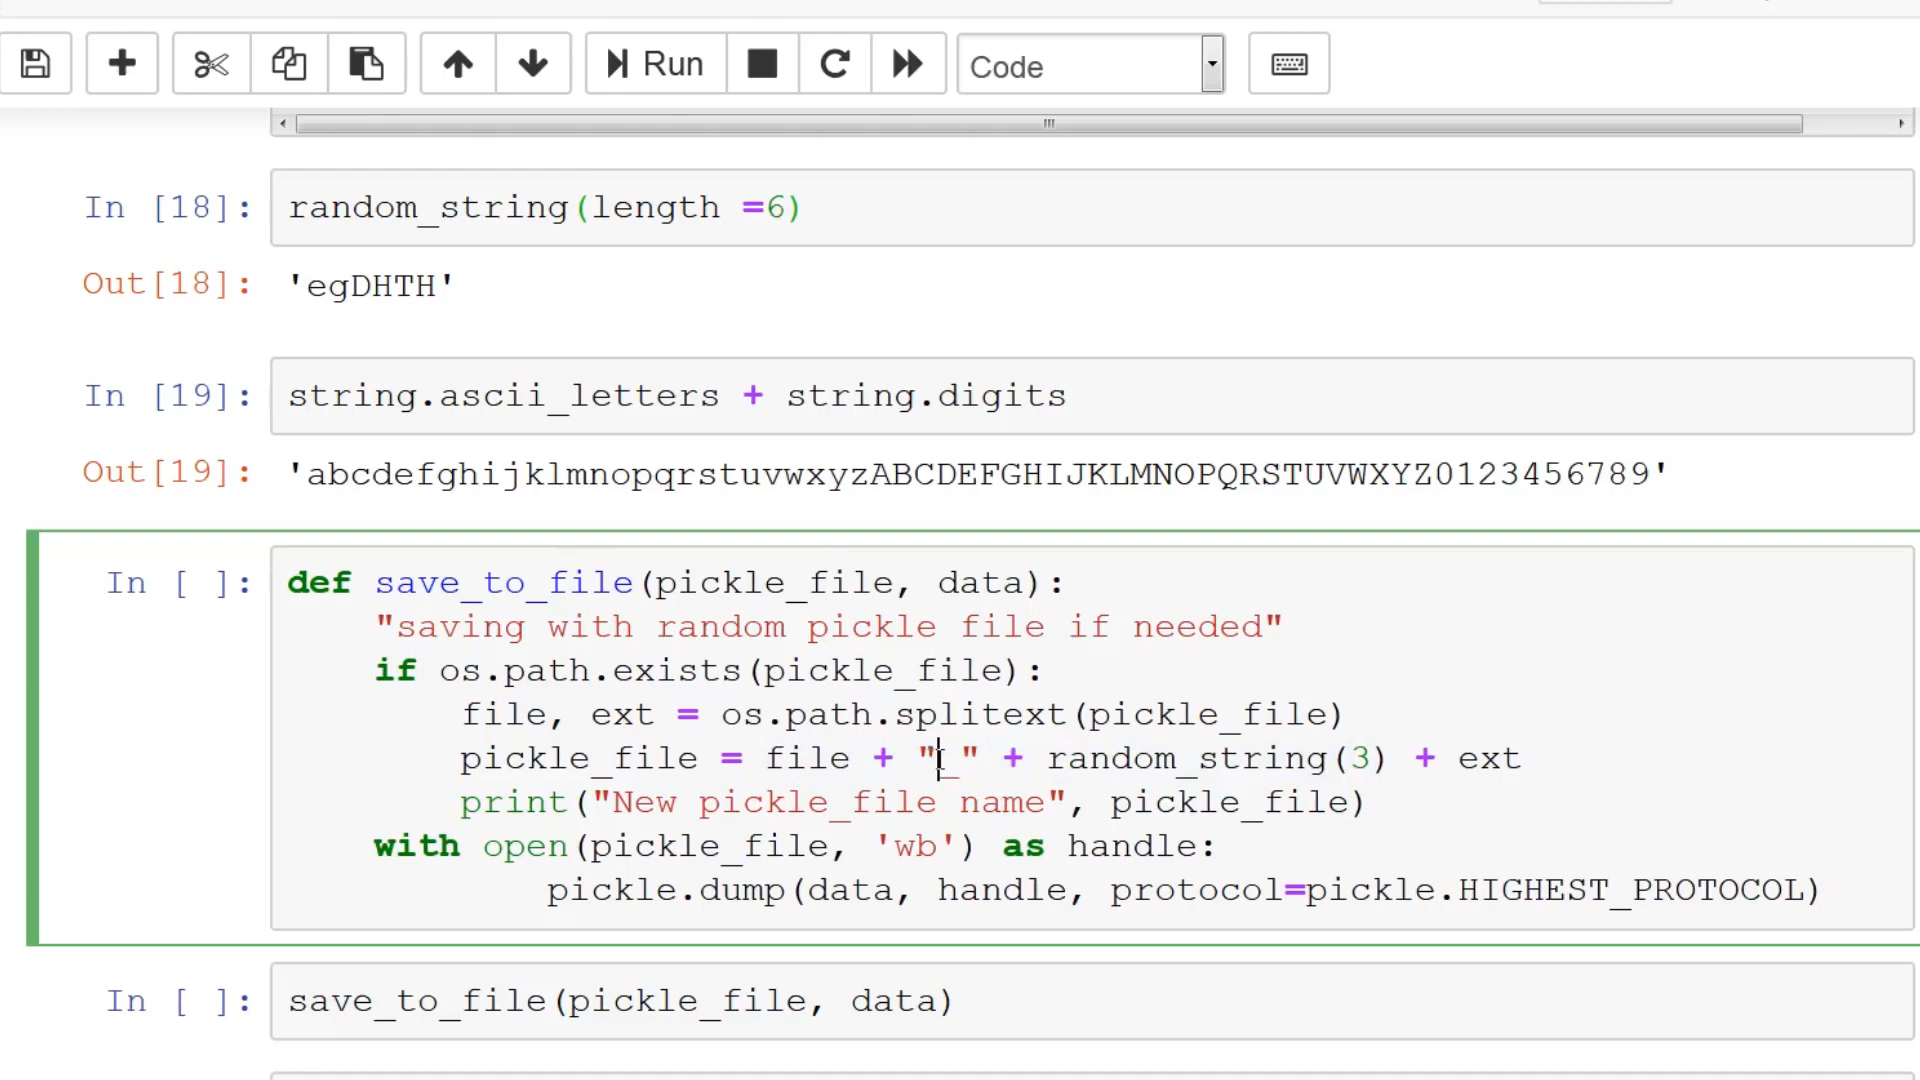 Run
Code
In [18]: random_string(length =6)
Out[18]: 'egDHTH'
In [19]: string.ascii_letters + string.digits
Out[19]: 'abcdefghijklmnopqrstuvwxyzABCDEFGHIJKLMNOPQRSTUVWXYZ0123456789'
In [ ]: def save_to_file(pickle_file, data):
"saving with random pickle file if needed"
if os.path.exists(pickle_file):
file, ext = os.path.splitext(pickle_file)
pickle_file = file + "_" + random_string(3) + ext
print("New pickle_file name", pickle_file)
with open(pickle_file, 'wb') as handle:
pickle.dump(data, handle, protocol=pickle.HIGHEST_PROTOCOL)
In [ ]: save_to_file(pickle_file, data)